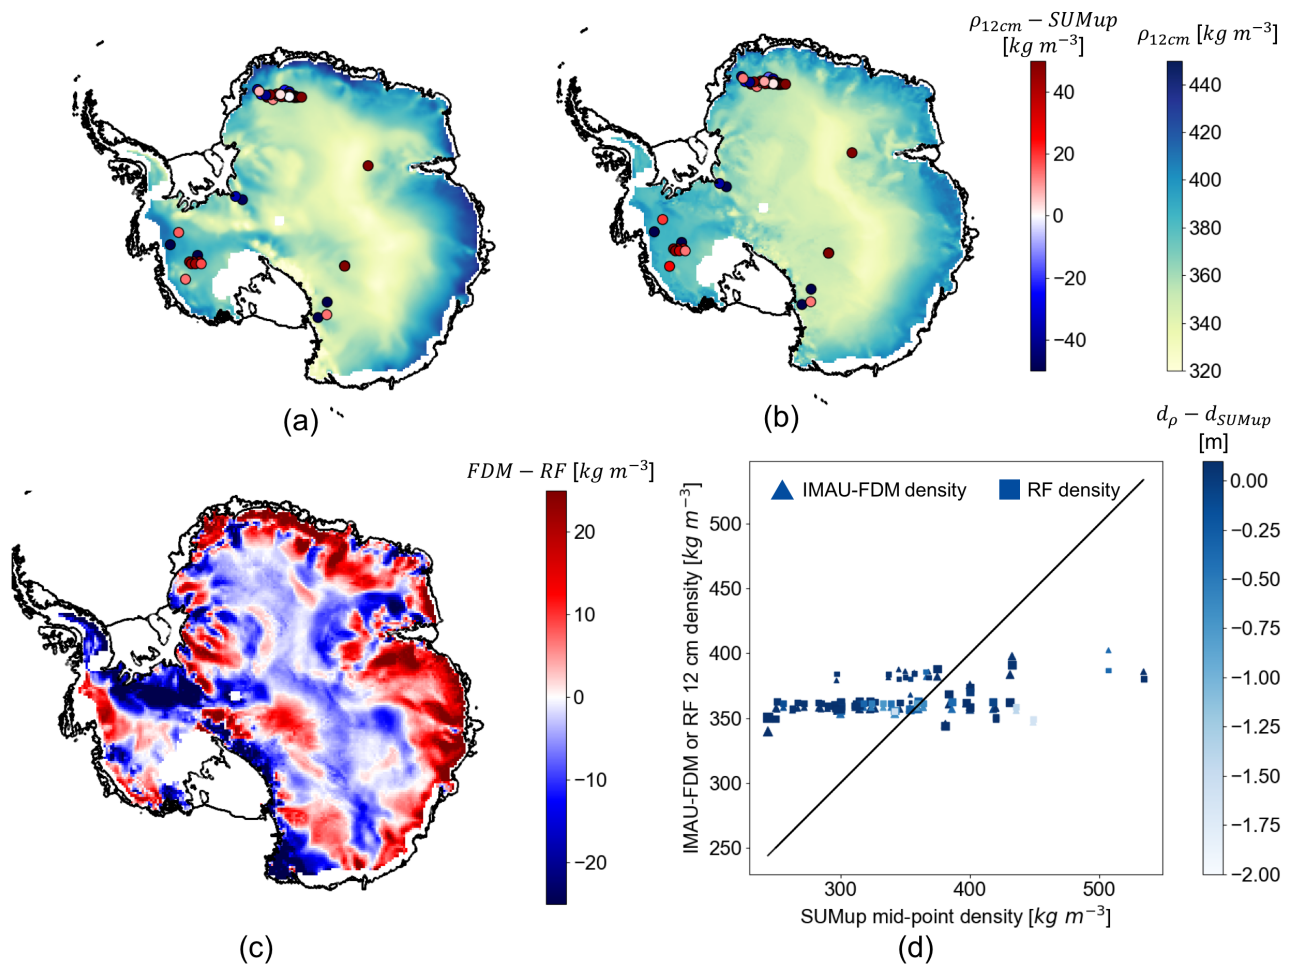 ρ₁₂cm − SUMup
[kg m⁻³]
ρ₁₂cm [kg m⁻³]
40
20
0
−20
−40
440
420
400
380
360
340
320
(a)
(b)
FDM − RF [kg m⁻³]
20
10
0
−10
−20
(c)
dρ − dSUMup
[m]
IMAU-FDM density
RF density
IMAU-FDM or RF 12 cm density [kg m⁻³]
500
450
400
350
300
250
300
400
500
SUMup mid-point density [kg m⁻³]
0.00
−0.25
−0.50
−0.75
−1.00
−1.25
−1.50
−1.75
−2.00
(d)